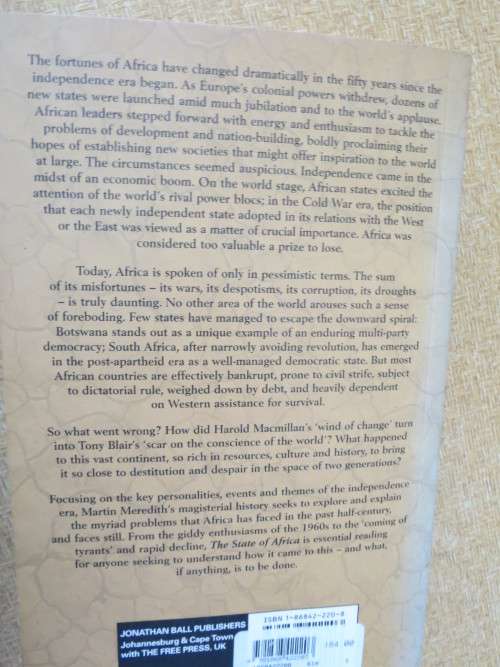 The fortunes of Africa have changed dramatically in the fifty years since the
independence era began. As Europe's colonial powers withdrew, dozens of
new states were launched amid much jubilation and to the world's applause.
African leaders stepped forward with energy and enthusiasm to tackle the
problems of development and nation-building, boldly proclaiming their
hopes of establishing new societies that might offer inspiration to the world
at large. The circumstances seemed auspicious. Independence came in the
midst of an economic boom. On the world stage, African states excited the
attention of the world's rival power blocs; in the Cold War era, the position
that each newly independent state adopted in its relations with the West
or the East was viewed as a matter of crucial importance. Africa was
considered too valuable a prize to lose.
Today, Africa is spoken of only in pessimistic terms. The sum
of its misfortunes – its wars, its despotisms, its corruption, its droughts
– is truly daunting. No other area of the world arouses such a sense
of foreboding. Few states have managed to escape the downward spiral:
Botswana stands out as a unique example of an enduring multi-party
democracy; South Africa, after narrowly avoiding revolution, has emerged
in the post-apartheid era as a well-managed democratic state. But most
African countries are effectively bankrupt, prone to civil strife, subject
to dictatorial rule, weighed down by debt, and heavily dependent
on Western assistance for survival.
So what went wrong? How did Harold Macmillan's 'wind of change' turn
into Tony Blair's 'scar on the conscience of the world'? What happened
to this vast continent, so rich in resources, culture and history, to bring
it so close to destitution and despair in the space of two generations?
Focusing on the key personalities, events and themes of the independence
era, Martin Meredith's magisterial history seeks to explore and explain
the myriad problems that Africa has faced in the past half-century,
and faces still. From the giddy enthusiasms of the 1960s to the 'coming of
tyrants' and rapid decline, The State of Africa is essential reading
for anyone seeking to understand how it came to this – and what,
if anything, is to be done.
JONATHAN BALL PUBLISHERS
Johannesburg & Cape Town
with THE FREE PRESS, UK
ISBN 1-86842-220-8
184.00